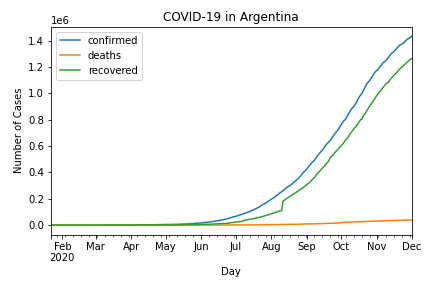 COVID-19 in Argentina
1e6
confirmed
deaths
recovered
Number of Cases
1.4
1.2
1.0
0.8
0.6
0.4
0.2
0.0
Feb Mar Apr May Jun Jul Aug Sep Oct Nov Dec
2020
Day